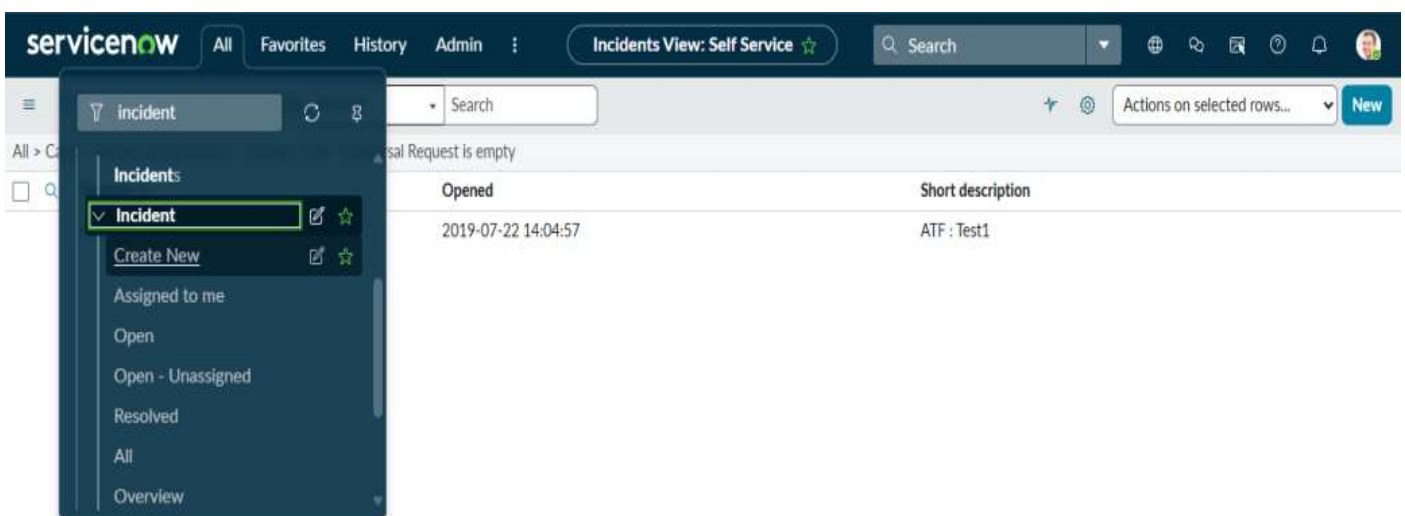 servicenow All Favorites History Admin Incidents View: Self Service Search
incident Search Actions on selected rows... New
All > Request is empty
Incidents Opened Short description
Incident
2019-07-22 14:04:57 ATF : Test1
Create New
Assigned to me
Open
Open - Unassigned
Resolved
All
Overview